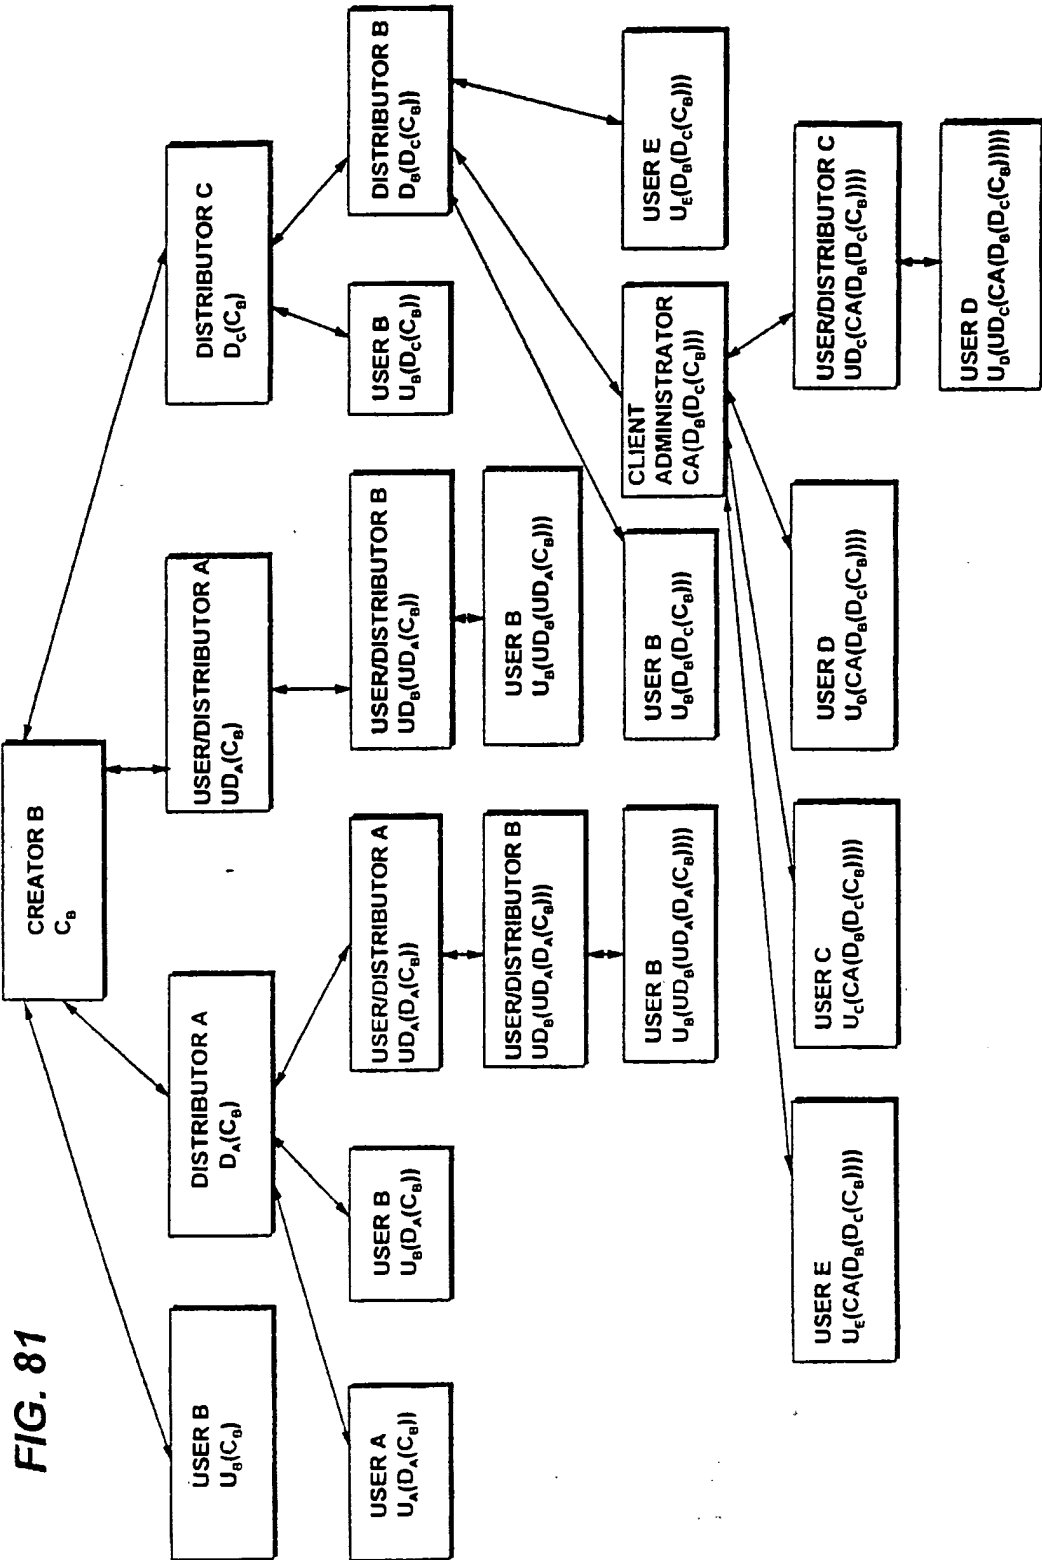 FIG. 81
CREATOR B
C_B
USER B
U_B(C_B)
DISTRIBUTOR A
D_A(C_B)
USER/DISTRIBUTOR A
UD_A(C_B)
DISTRIBUTOR C
D_C(C_B)
USER A
U_A(D_A(C_B))
USER B
U_B(D_A(C_B))
USER/DISTRIBUTOR A
UD_A(D_A(C_B))
USER/DISTRIBUTOR B
UD_B(UD_A(C_B))
USER B
U_B(D_C(C_B))
DISTRIBUTOR B
D_B(D_C(C_B))
USER/DISTRIBUTOR B
UD_B(UD_A(D_A(C_B)))
USER B
U_B(UD_B(UD_A(C_B)))
USER B
U_B(UD_B(UD_A(D_A(C_B))))
USER B
U_B(D_B(D_C(C_B)))
CLIENT
ADMINISTRATOR
CA(D_B(D_C(C_B)))
USER E
U_E(D_B(D_C(C_B)))
USER E
U_E(CA(D_B(D_C(C_B))))
USER C
U_C(CA(D_B(D_C(C_B))))
USER D
U_D(CA(D_B(D_C(C_B))))
USER/DISTRIBUTOR C
UD_C(CA(D_B(D_C(C_B))))
USER D
U_D(UD_C(CA(D_B(D_C(C_B)))))